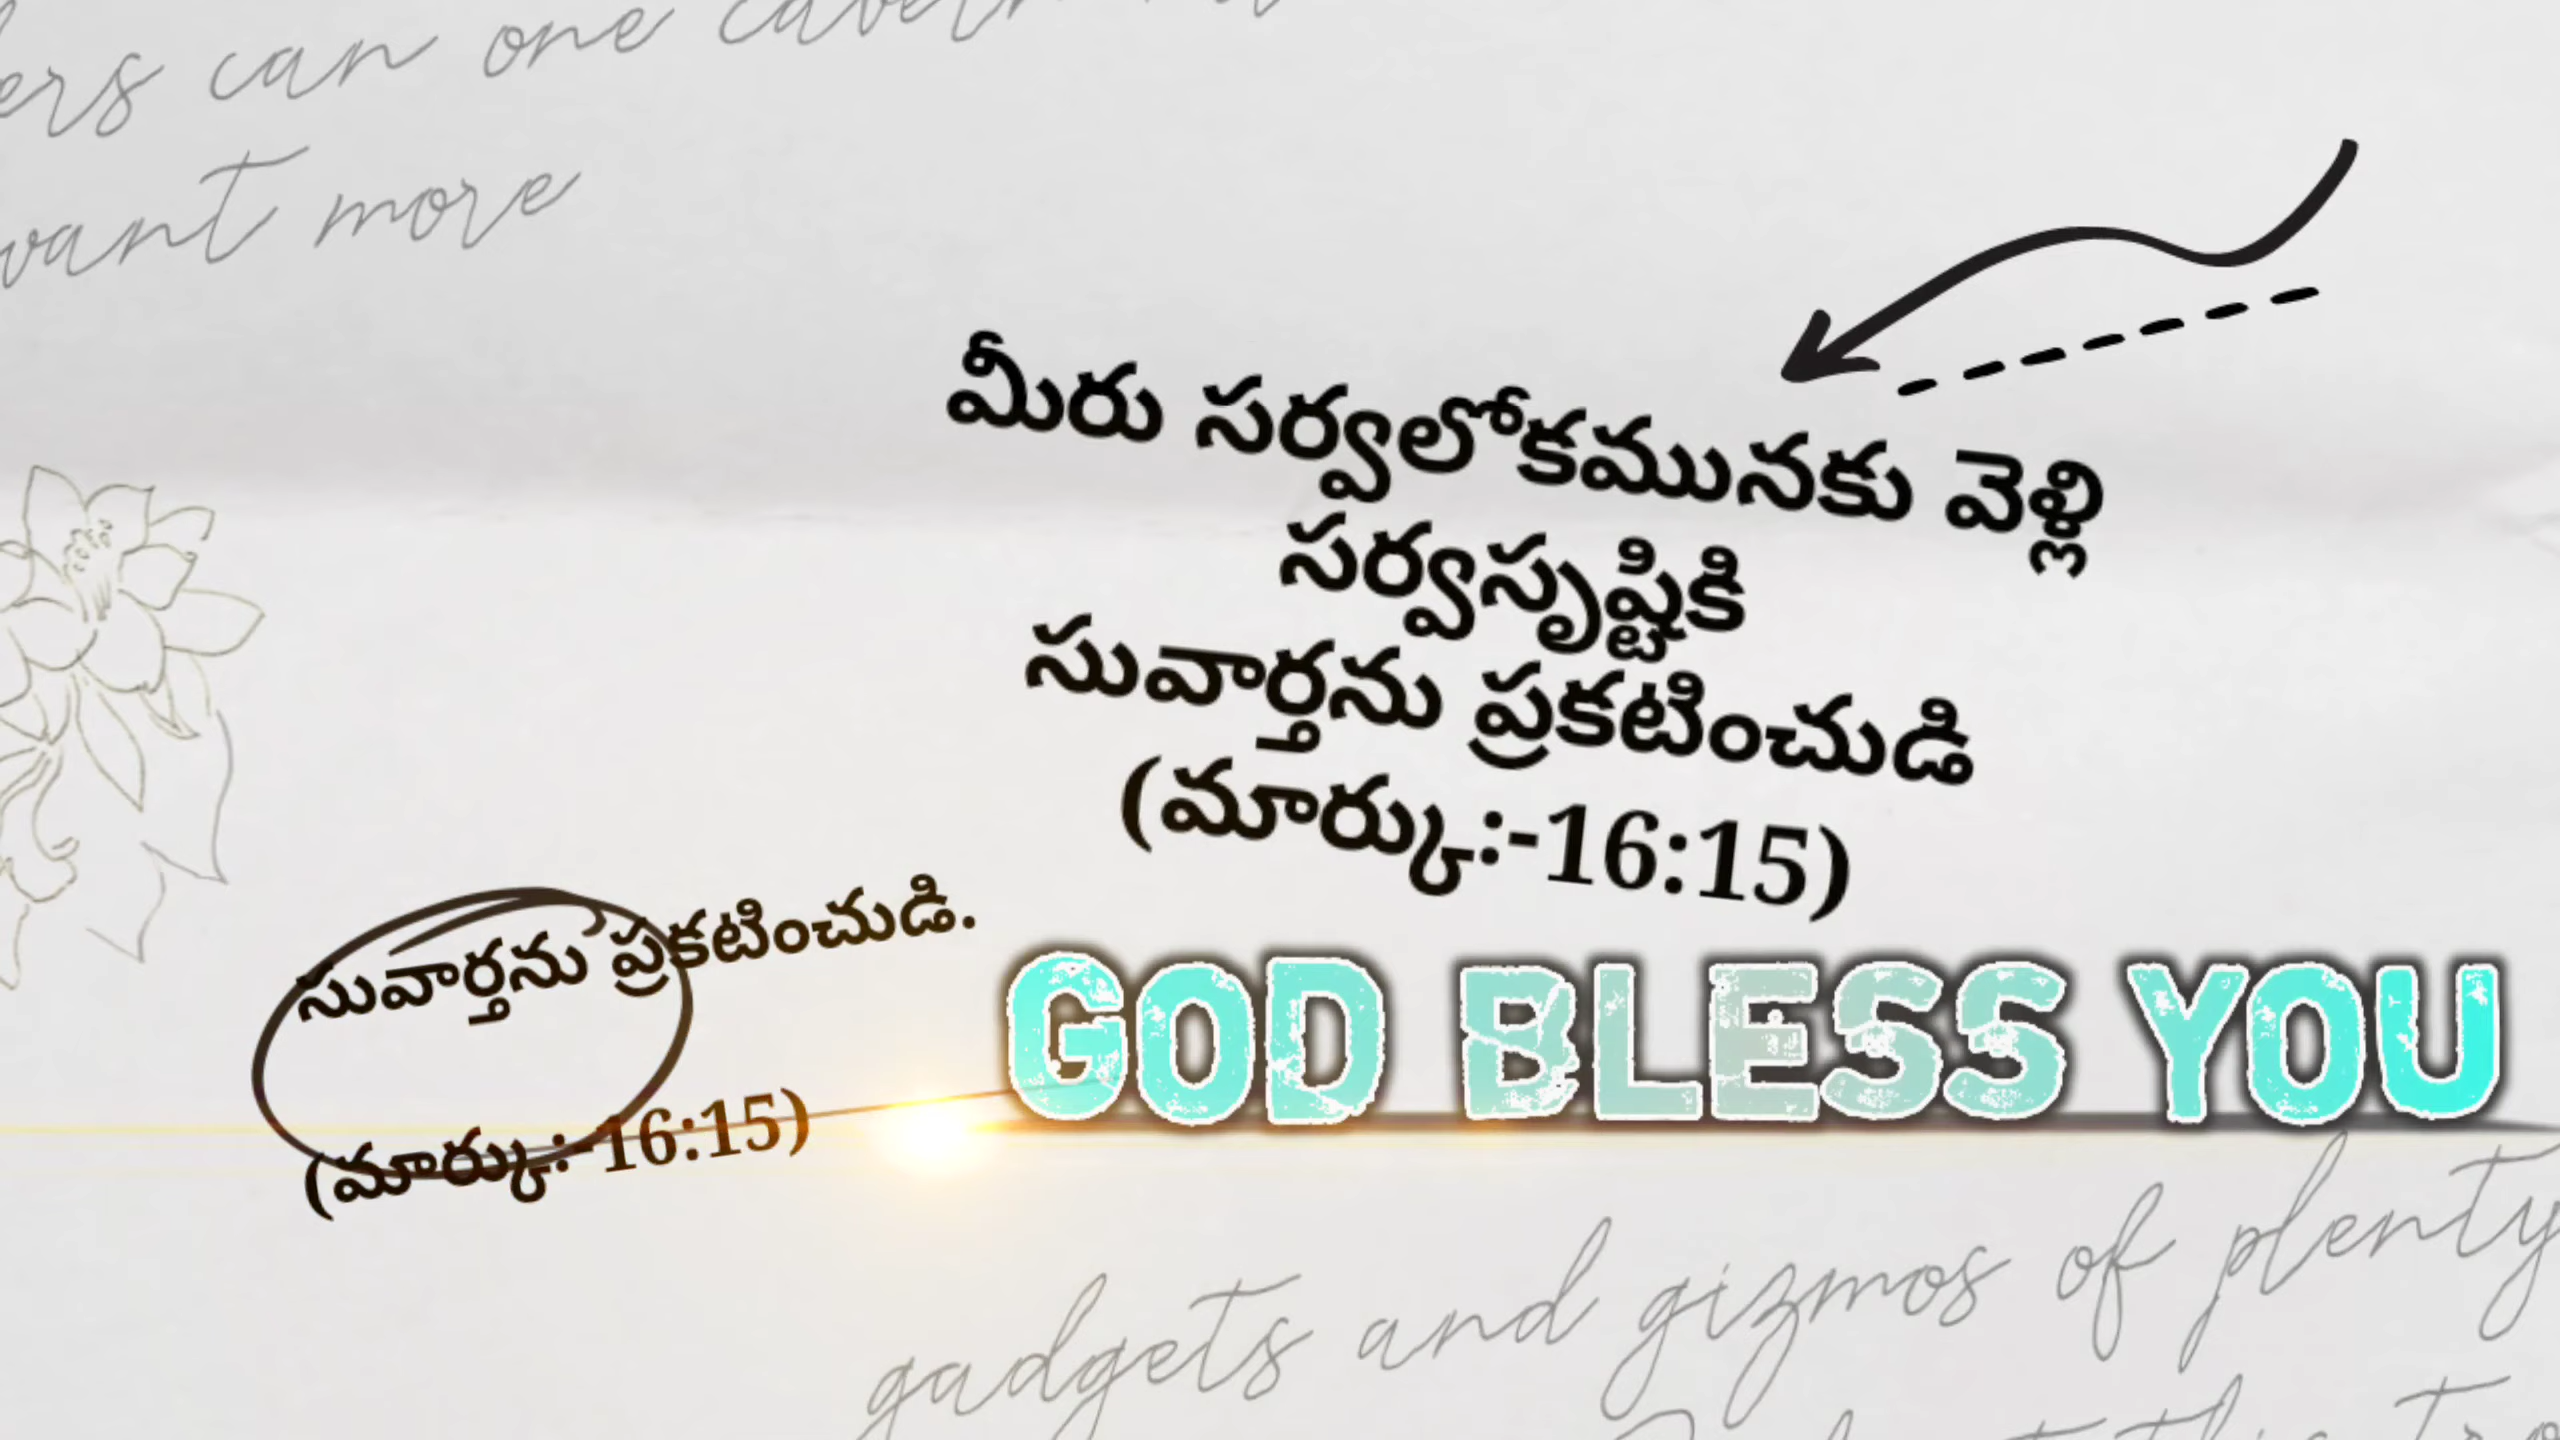 can one
want more
మీరు సర్వలోకమునకు వెళ్లి
సర్వసృష్టికి
సువార్తను ప్రకటించుడి
(మార్కు:-16:15)
సువార్తను ప్రకటించుడి.
(మార్కు:-16:15)
GOD BLESS YOU
gadgets and gizmos of plenty